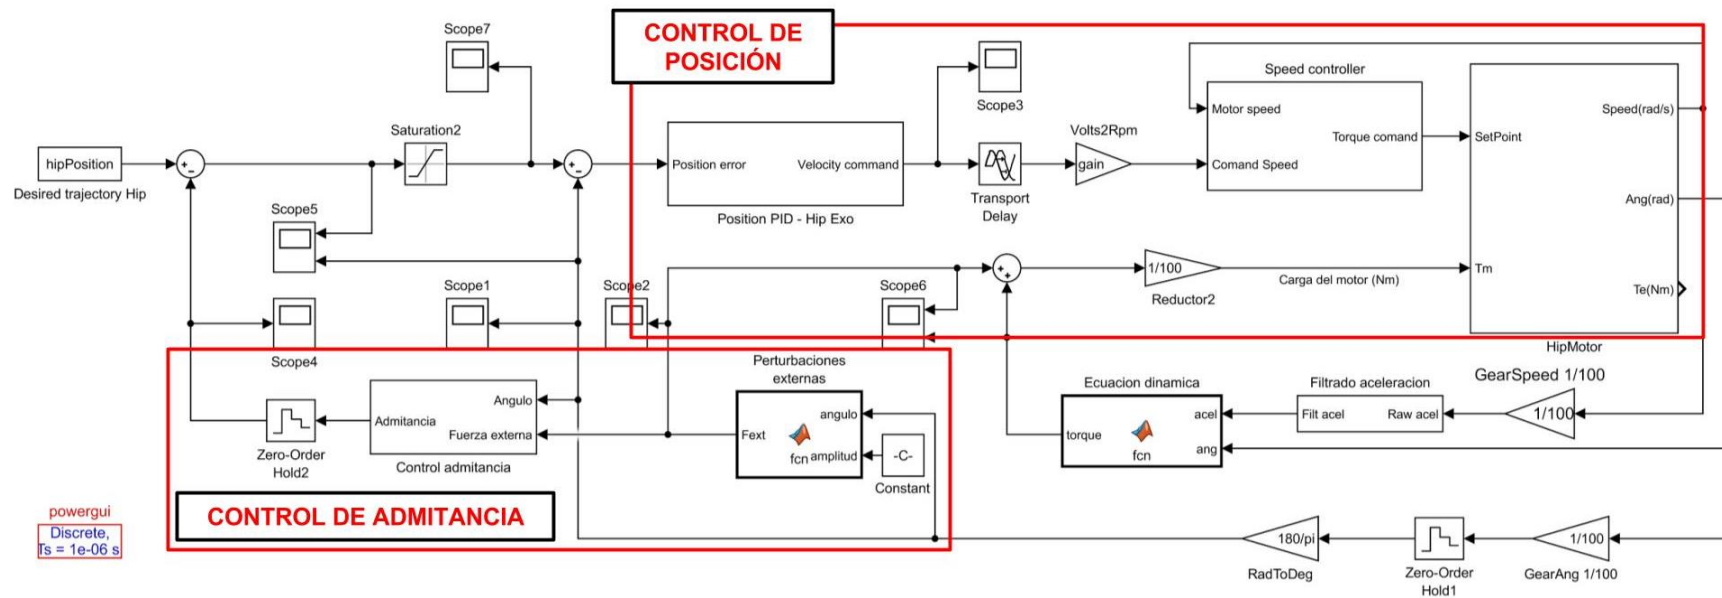 CONTROL DE
POSICIÓN
Scope7
Scope3
Speed controller
Motor speed
Torque comand
Comand Speed
Speed(rad/s)
SetPoint
Ang(rad)
Tm
Te(Nm)
HipMotor
hipPosition
Desired trajectory Hip
Saturation2
Position error
Velocity command
Position PID - Hip Exo
Transport
Delay
Volts2Rpm
gain
Scope5
Scope4
Scope1
Scope2
Scope6
1/100
Reductor2
Carga del motor (Nm)
Zero-Order
Hold2
Angulo
Admitancia
Fuerza externa
Control admitancia
Perturbaciones
externas
angulo
Fext
fcn
amplitud
-C-
Constant
Ecuacion dinamica
acel
torque
fcn
ang
Filtrado aceleracion
Filt acel
Raw acel
GearSpeed 1/100
1/100
CONTROL DE ADMITANCIA
powergui
Discrete,
Ts = 1e-06 s
180/pi
RadToDeg
Zero-Order
Hold1
1/100
GearAng 1/100